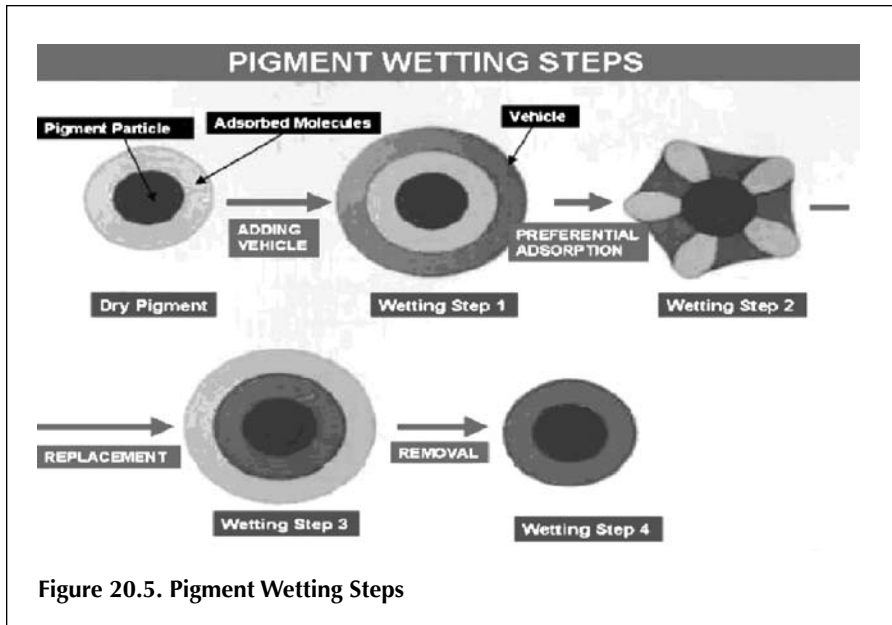 PIGMENT WETTING STEPS
Pigment Particle
Adsorbed Molecules
Vehicle
ADDING
VEHICLE
PREFERENTIAL
ADSORPTION
Dry Pigment
Wetting Step 1
Wetting Step 2
REPLACEMENT
REMOVAL
Wetting Step 3
Wetting Step 4
Figure 20.5. Pigment Wetting Steps